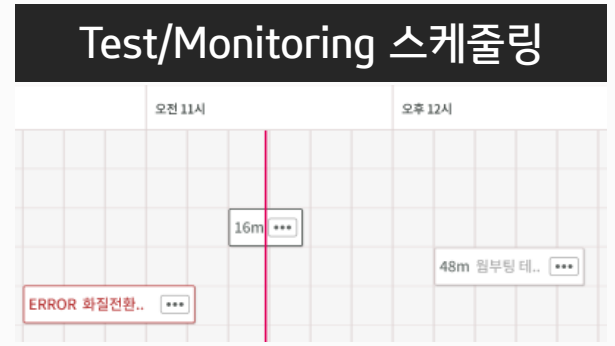 Test/Monitoring 스케줄링
오전 11시
오후 12시
16m •••
48m 웜부팅 테.. •••
ERROR 화질전환.. •••